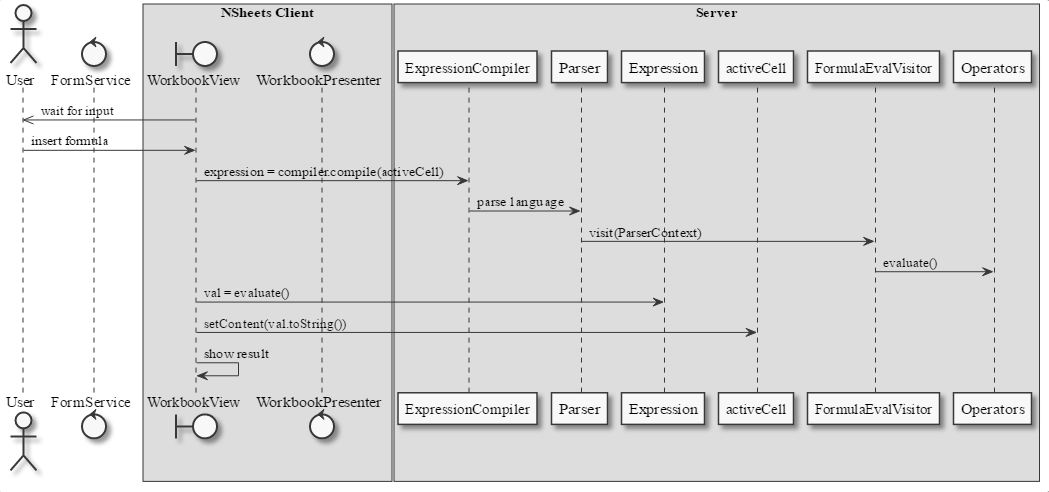 NSheets Client
Server
User
FormService
WorkbookView
WorkbookPresenter
ExpressionCompiler
Parser
Expression
activeCell
FormulaEvalVisitor
Operators
wait for input
insert formula
expression = compiler.compile(activeCell)
parse language
visit(ParserContext)
evaluate()
val = evaluate()
setContent(val.toString())
show result
User
FormService
WorkbookView
WorkbookPresenter
ExpressionCompiler
Parser
Expression
activeCell
FormulaEvalVisitor
Operators